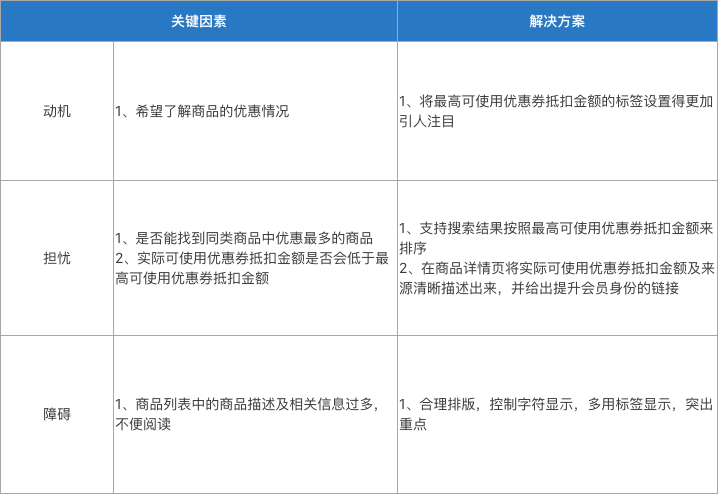 关键因素
解决方案
动机
1、希望了解商品的优惠情况
1、将最高可使用优惠券抵扣金额的标签设置得更加
引人注目
担忧
1、是否能找到同类商品中优惠最多的商品
2、实际可使用优惠券抵扣金额是否会低于最
高可使用优惠券抵扣金额
1、支持搜索结果按照最高可使用优惠券抵扣金额来
排序
2、在商品详情页将实际可使用优惠券抵扣金额及来
源清晰描述出来，并给出提升会员身份的链接
障碍
1、商品列表中的商品描述及相关信息过多，
不便阅读
1、合理排版，控制字符显示，多用标签显示，突出
重点